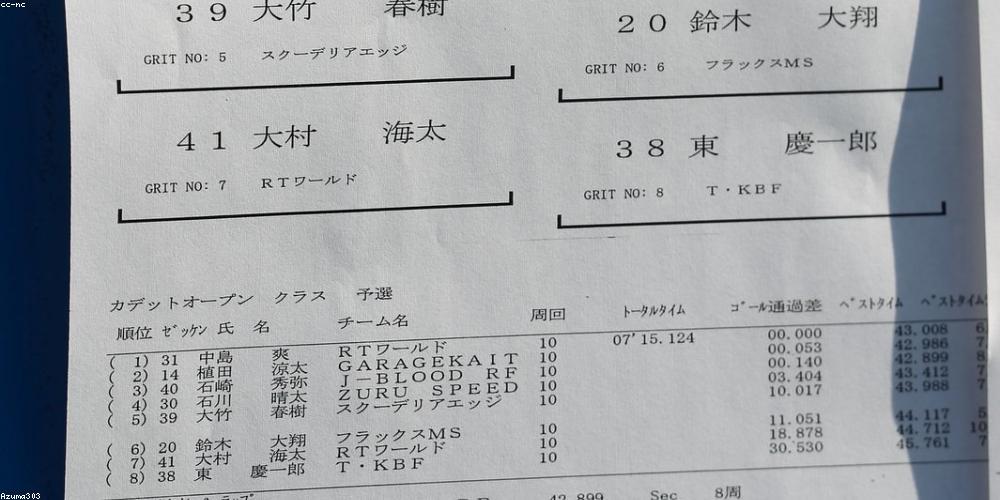 cc-nc
39 大竹 春樹
20 鈴木 大翔
GRIT NO: 5 スクーデリアエッジ
GRIT NO: 6 フラックスMS
41 大村 海太
38 東 慶一郎
GRIT NO: 7 RTワールド
GRIT NO: 8 T・KBF
カデットオープン クラス 予選
順位 ゼッケン 氏 名 チーム名 周回 トータルタイム ゴール通過差 ベストタイム ベストタイム
( 1) 31 中島 爽 RTワールド 10 07'15.124 00.000 43.008
( 2) 14 植田 涼太 GARAGEKAIT 10 00.053 42.986
( 3) 40 石崎 秀弥 J-BLOOD RF 10 00.140 42.899
( 4) 30 石川 晴太 ZURU SPEED 10 03.404 43.412
( 5) 39 大竹 春樹 スクーデリアエッジ 10 10.017 43.988
( 6) 20 鈴木 大翔 フラックスMS 10 11.051 44.117
( 7) 41 大村 海太 RTワールド 10 18.878 44.712
( 8) 38 東 慶一郎 T・KBF 10 30.530 45.761
42.899 Sec 8周
Azuma303